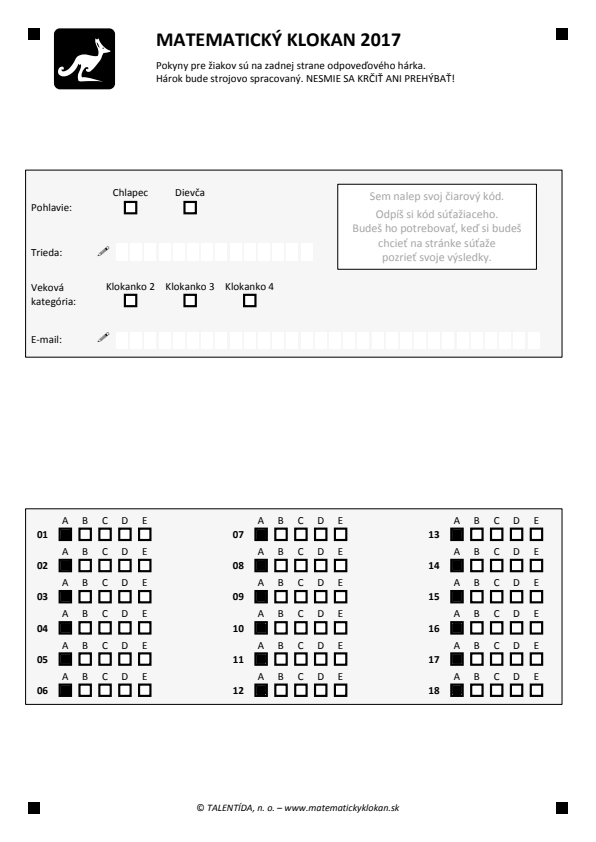 MATEMATICKÝ KLOKAN 2017
Pokyny pre žiakov sú na zadnej strane odpoveďového hárka.
Hárok bude strojovo spracovaný. NESMIE SA KRČIŤ ANI PREHÝBAŤ!
Chlapec Dievča
Pohlavie:
Sem nalep svoj čiarový kód.
Odpíš si kód súťažiaceho.
Budeš ho potrebovať, keď si budeš
chcieť na stránke súťaže
pozrieť svoje výsledky.
Trieda:
Veková
kategória:
Klokanko 2 Klokanko 3 Klokanko 4
E-mail:
A B C D E A B C D E A B C D E
01 07 13
A B C D E A B C D E A B C D E
02 08 14
A B C D E A B C D E A B C D E
03 09 15
A B C D E A B C D E A B C D E
04 10 16
A B C D E A B C D E A B C D E
05 11 17
A B C D E A B C D E A B C D E
06 12 18
© TALENTÍDA, n. o. – www.matematickyklokan.sk